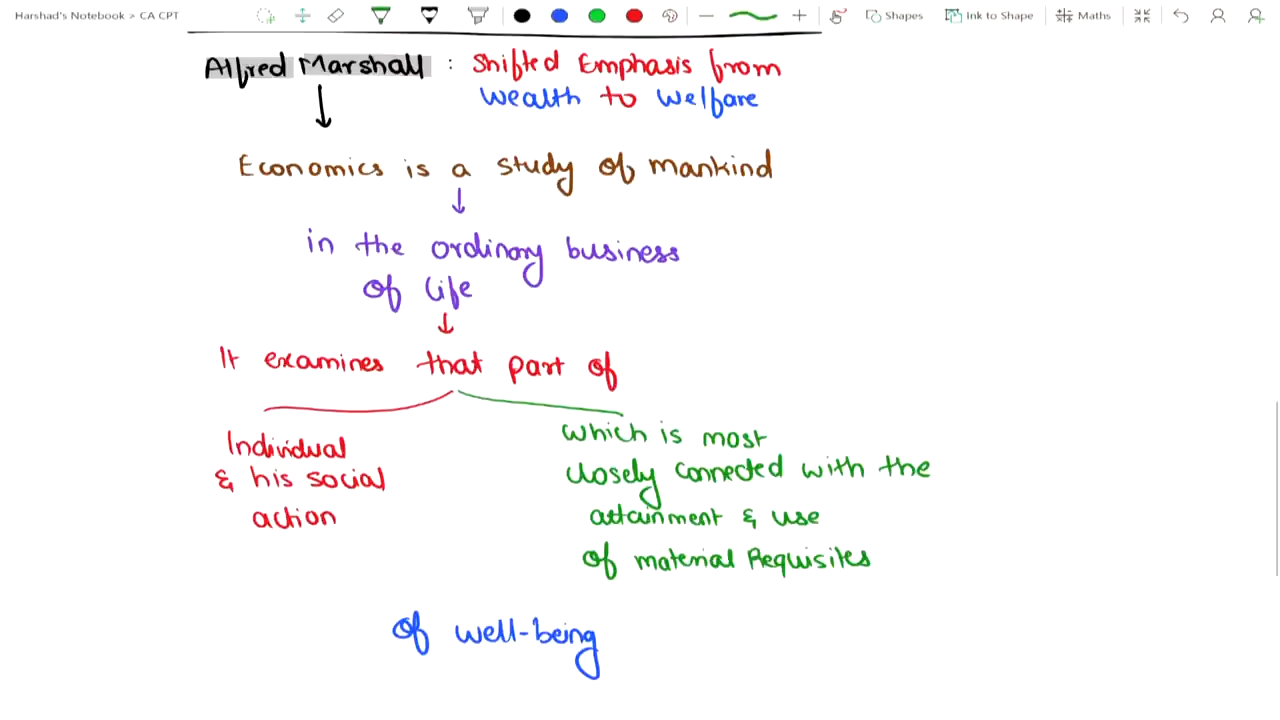 Harshad's Notebook > CA CPT
Shapes
Ink to Shape
Maths
Alfred Marshall : Shifted Emphasis from
Wealth to Welfare
Economics is a study of mankind
in the ordinary business
of life
It examines that part of
Individual
& his social
action
Which is most
closely connected with the
attainment & use
of material Requisites
of well-being